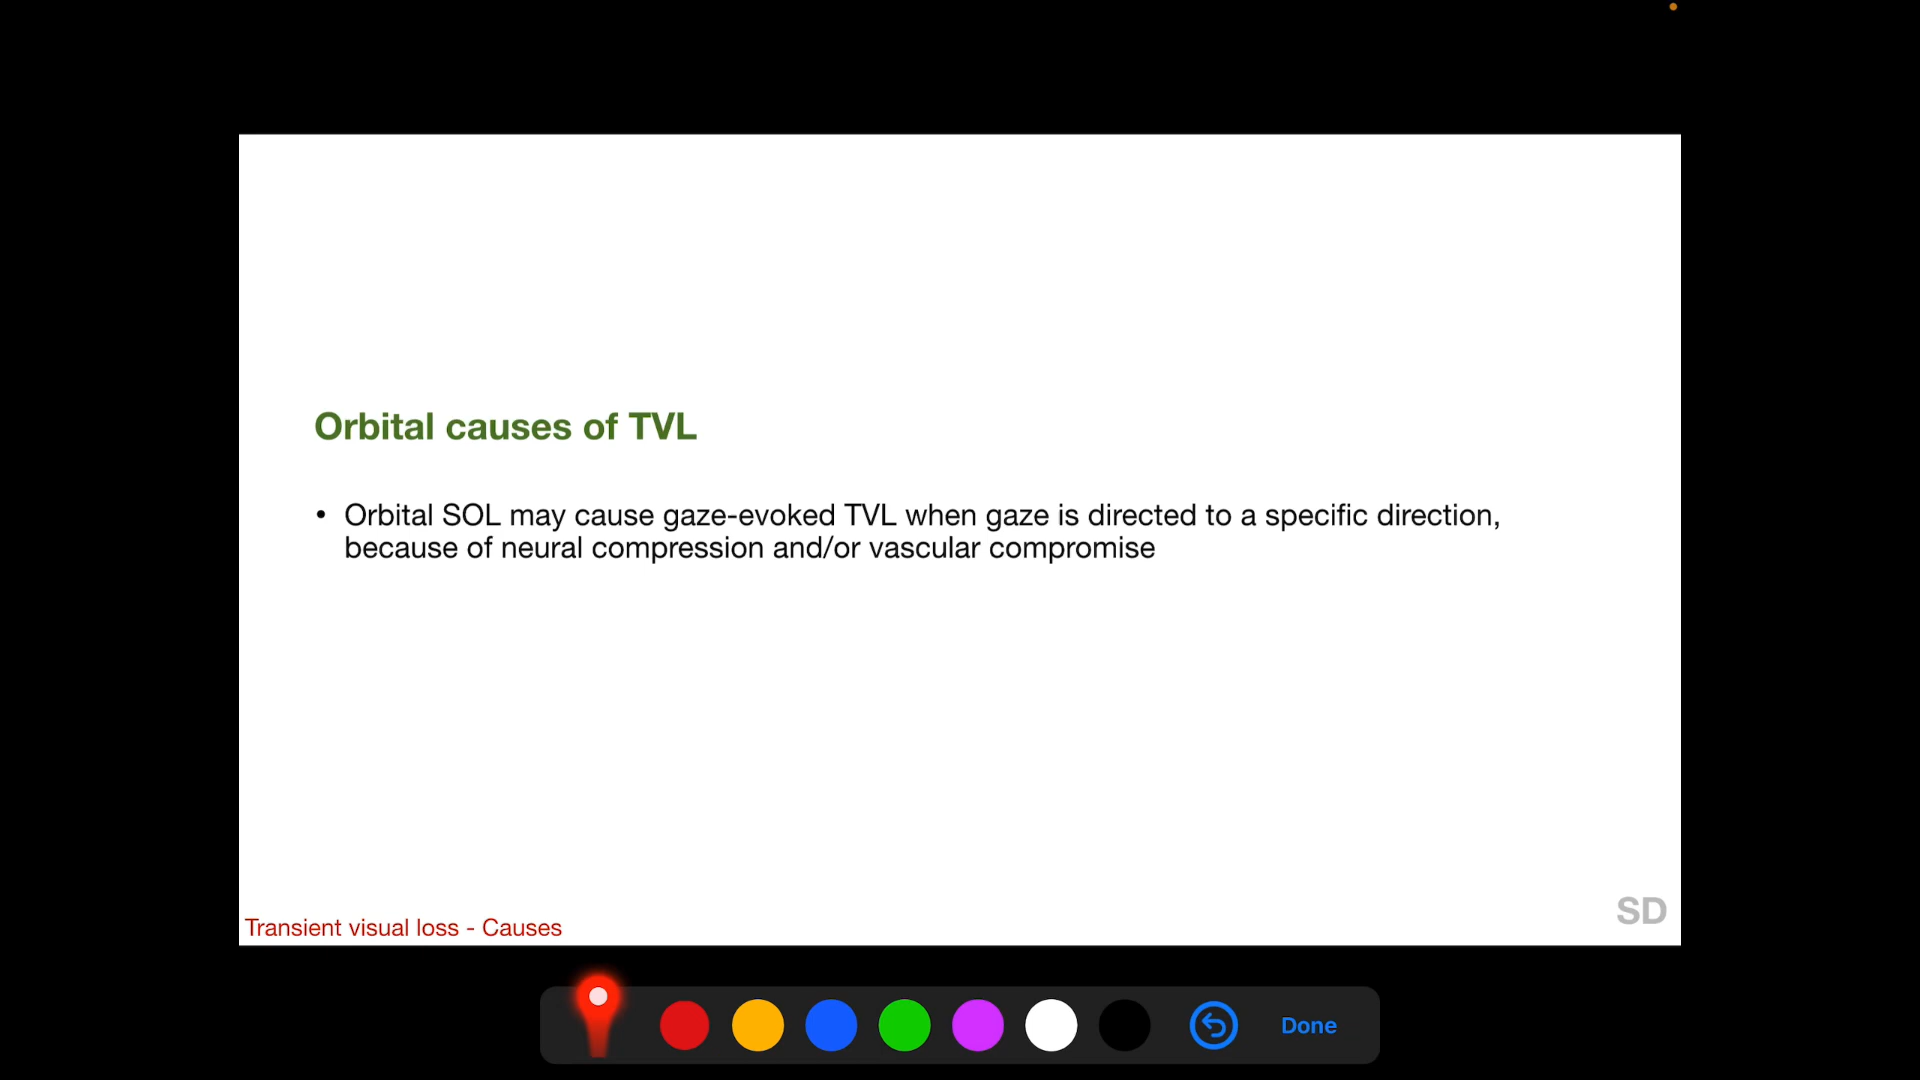 Orbital causes of TVL
• Orbital SOL may cause gaze-evoked TVL when gaze is directed to a specific direction,
because of neural compression and/or vascular compromise
SD
Transient visual loss - Causes
Done